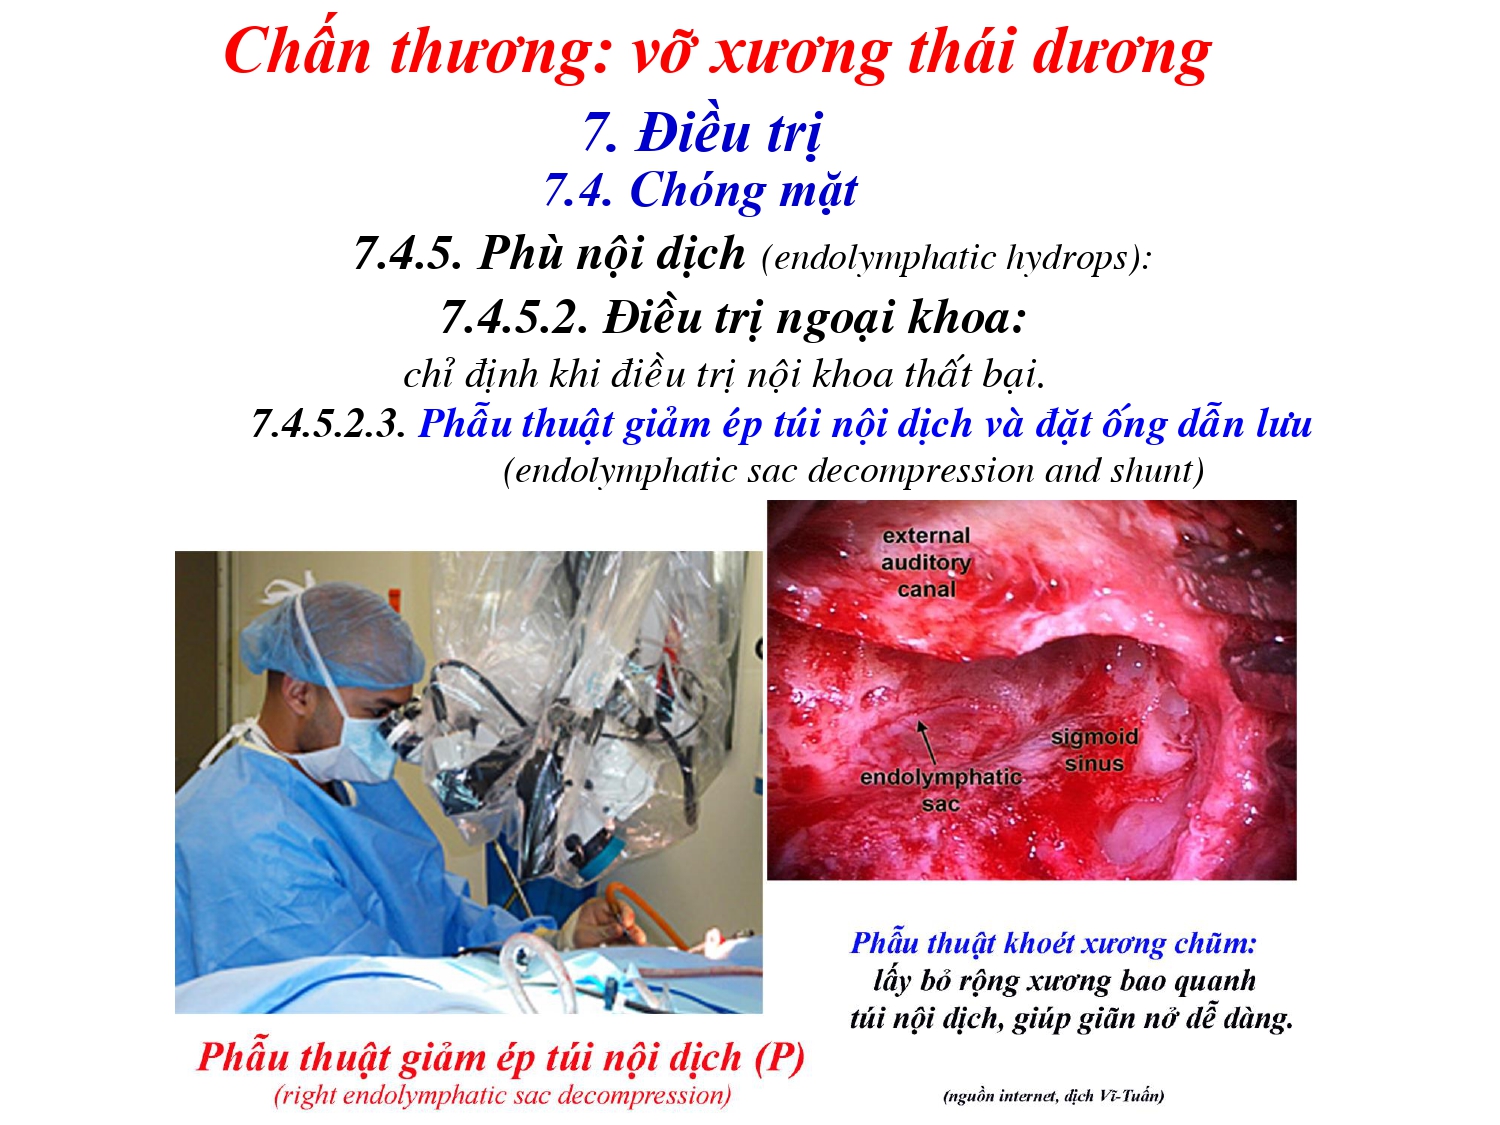 Chấn thương: vỡ xương thái dương
7. Điều trị
7.4. Chóng mặt
7.4.5. Phù nội dịch (endolymphatic hydrops):
7.4.5.2. Điều trị ngoại khoa:
chỉ định khi điều trị nội khoa thất bại.
7.4.5.2.3. Phẫu thuật giảm ép túi nội dịch và đặt ống dẫn lưu
(endolymphatic sac decompression and shunt)
external
auditory
canal
sigmoid
sinus
endolymphatic
sac
Phẫu thuật khoét xương chũm:
lấy bỏ rộng xương bao quanh
túi nội dịch, giúp giãn nở dễ dàng.
Phẫu thuật giảm ép túi nội dịch (P)
(right endolymphatic sac decompression)
(nguồn internet, dịch Vĩ-Tuấn)